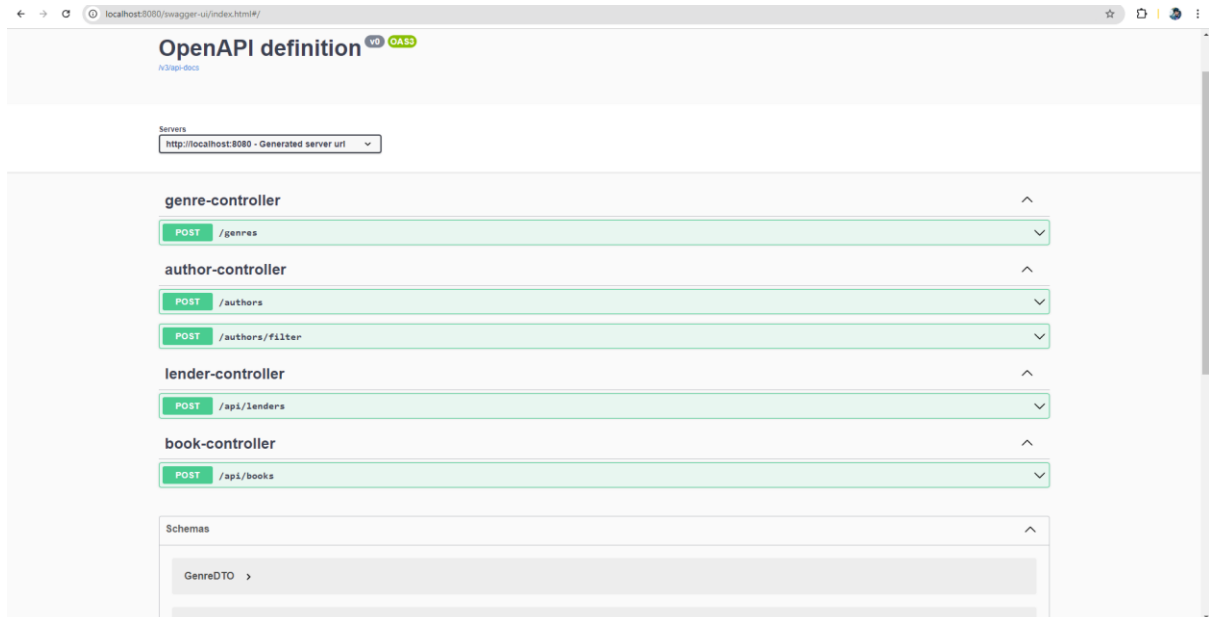 localhost:8080/swagger-ui/index.html#/
OpenAPI definition v0 OAS3
/v3/api-docs
Servers
http://localhost:8080 - Generated server url
genre-controller
POST /genres
author-controller
POST /authors
POST /authors/filter
lender-controller
POST /api/lenders
book-controller
POST /api/books
Schemas
GenreDTO